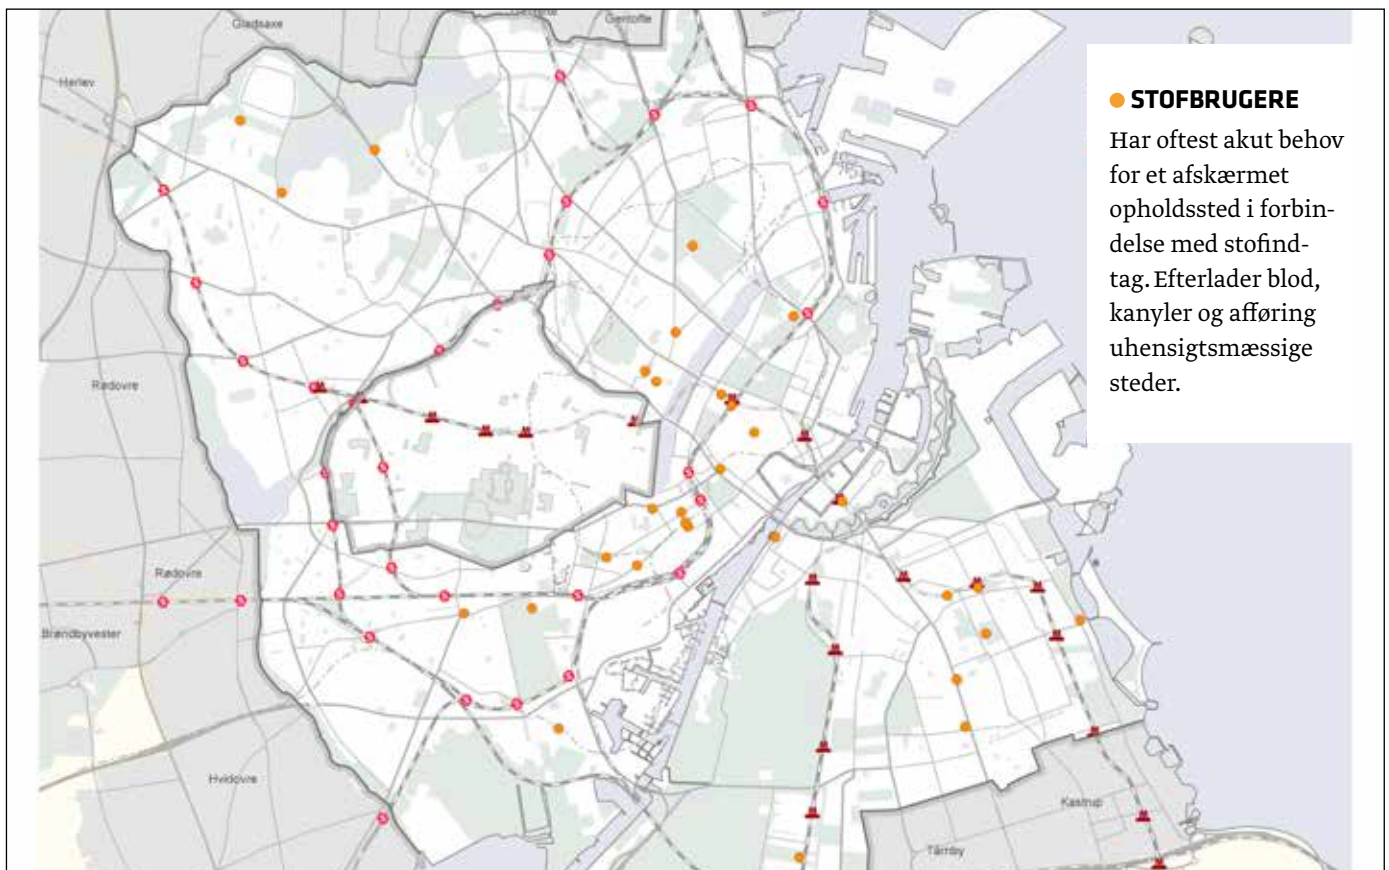 Gladsaxe
Gentofte
Herlev
Rødovre
Rødovre
Brøndbyvester
Hvidovre
Kastrup
Tårnby
STOFBRUGERE
Har oftest akut behov
for et afskærmet
opholdssted i forbin-
delse med stofind-
tag. Efterlader blod,
kanyler og afføring
uhensigtsmæssige
steder.